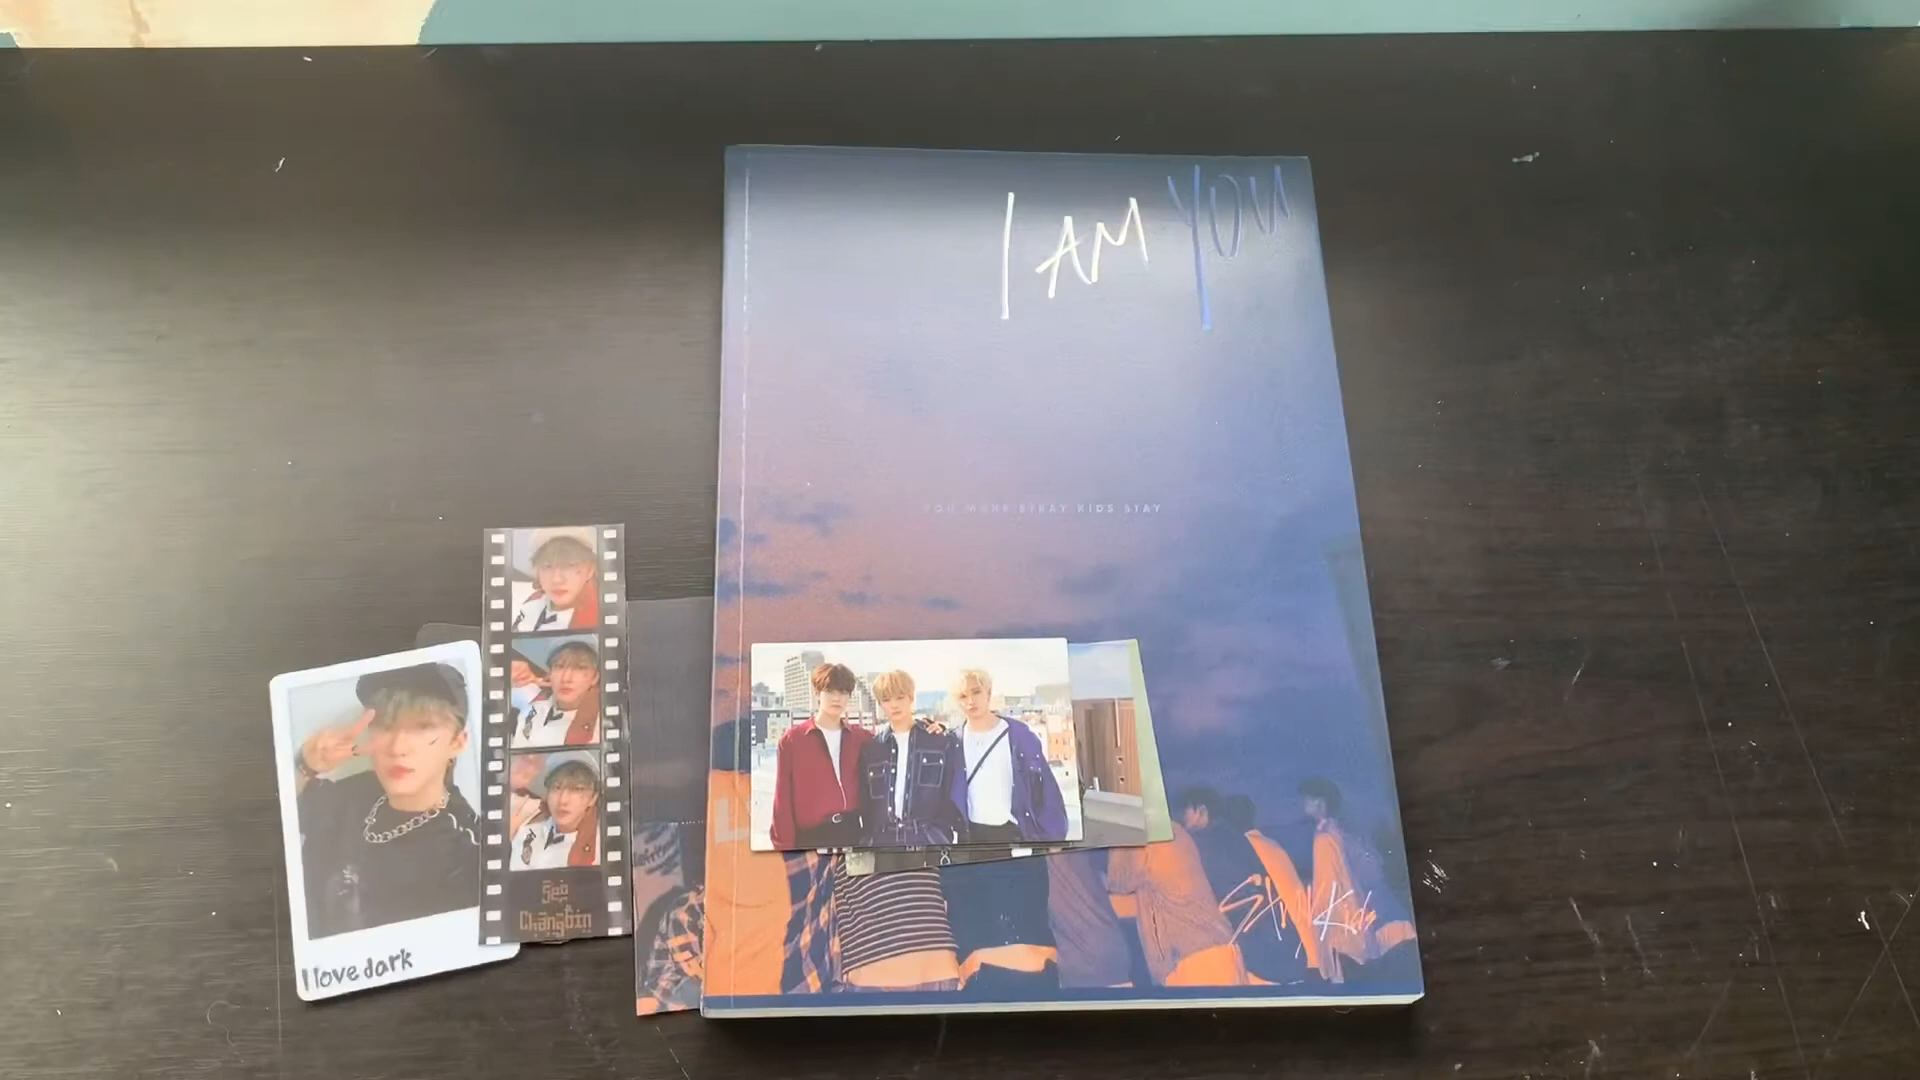 I AM YOU
YOU MAKE STRAY KIDS STAY
Stray Kids
Seo
Changbin
I love dark